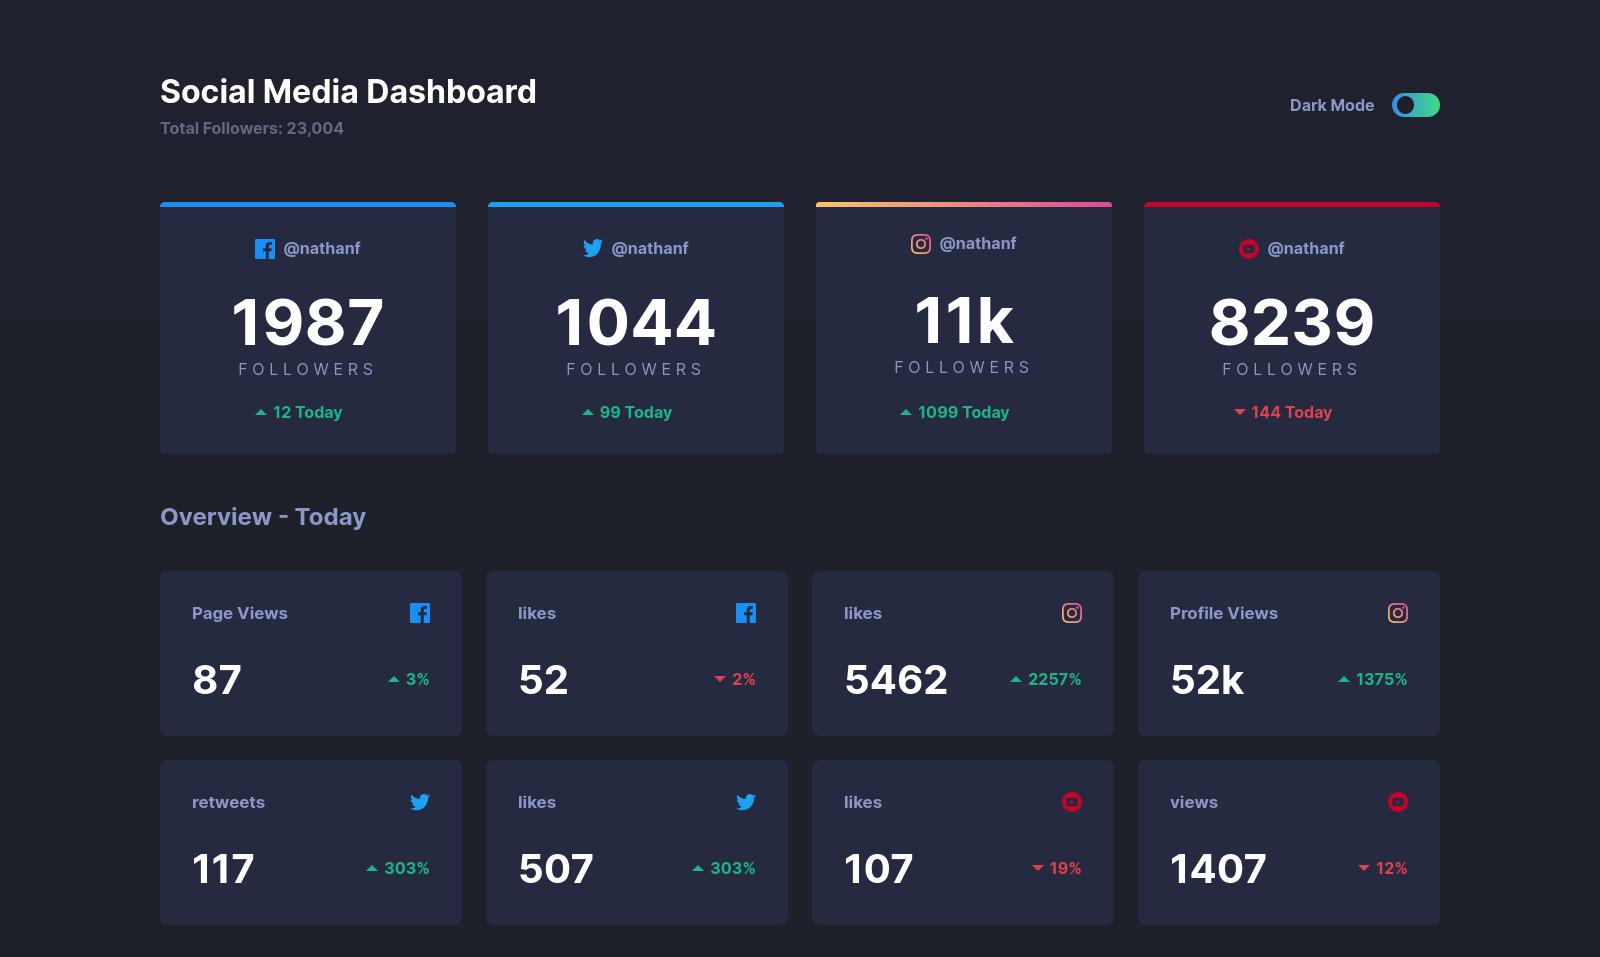 Social Media Dashboard
Total Followers: 23,004
Dark Mode
@nathanf
1987
FOLLOWERS
12 Today
@nathanf
1044
FOLLOWERS
99 Today
@nathanf
11k
FOLLOWERS
1099 Today
@nathanf
8239
FOLLOWERS
144 Today
Overview - Today
Page Views
87
3%
likes
52
2%
likes
5462
2257%
Profile Views
52k
1375%
retweets
117
303%
likes
507
303%
likes
107
19%
views
1407
12%